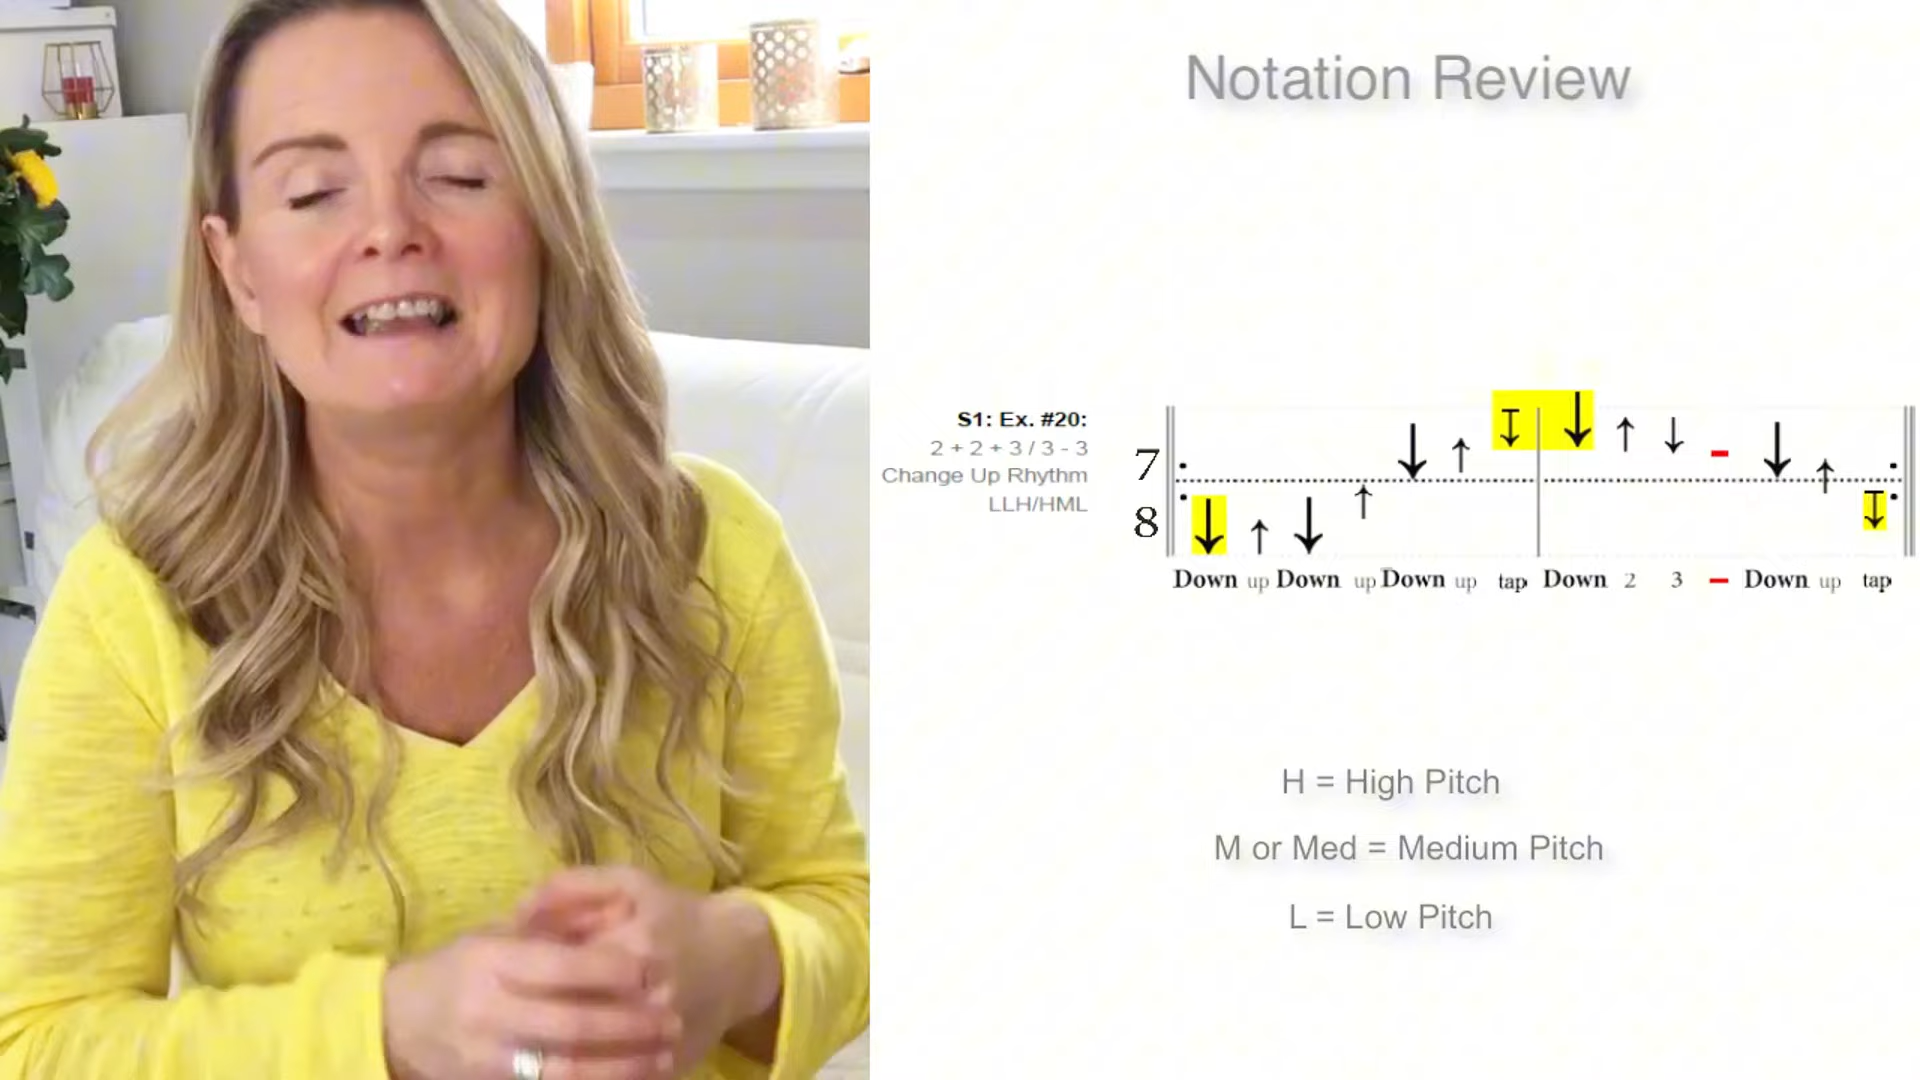 Notation Review
S1: Ex. #20:
2 + 2 + 3 / 3 - 3
Change Up Rhythm
LLH/HML
7
8
Down up Down up Down up tap Down 2 3 – Down up tap
H = High Pitch
M or Med = Medium Pitch
L = Low Pitch